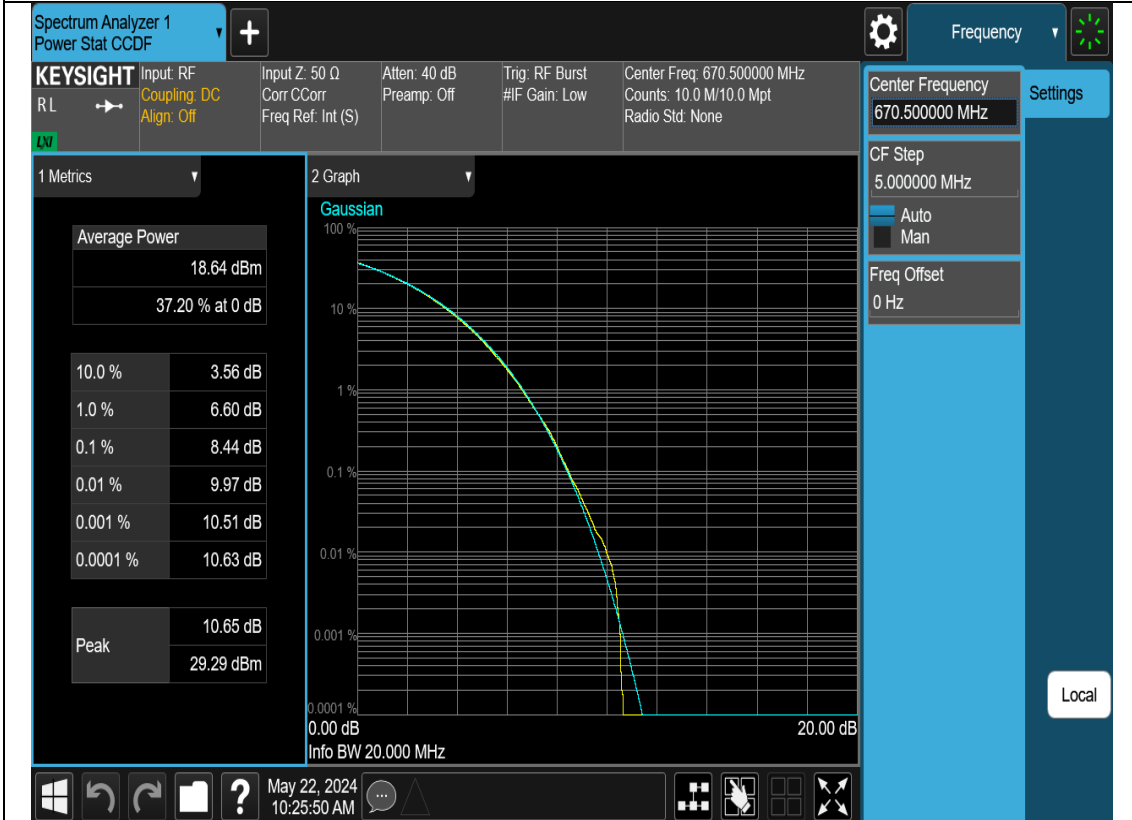 Spectrum Analyzer 1
Power Stat CCDF
+
Frequency
KEYSIGHT
RL
LXI
Input: RF
Coupling: DC
Align: Off
Input Z: 50 Ω
Corr CCorr
Freq Ref: Int (S)
Atten: 40 dB
Preamp: Off
Trig: RF Burst
#IF Gain: Low
Center Freq: 670.500000 MHz
Counts: 10.0 M/10.0 Mpt
Radio Std: None
Center Frequency
670.500000 MHz
Settings
CF Step
5.000000 MHz
Auto
Man
Freq Offset
0 Hz
1 Metrics
Average Power
18.64 dBm
37.20 % at 0 dB
10.0 % 3.56 dB
1.0 % 6.60 dB
0.1 % 8.44 dB
0.01 % 9.97 dB
0.001 % 10.51 dB
0.0001 % 10.63 dB
Peak
10.65 dB
29.29 dBm
2 Graph
Gaussian
100 %
10 %
1 %
0.1 %
0.01 %
0.001 %
0.0001 %
0.00 dB 20.00 dB
Info BW 20.000 MHz
Local
?
May 22, 2024
10:25:50 AM